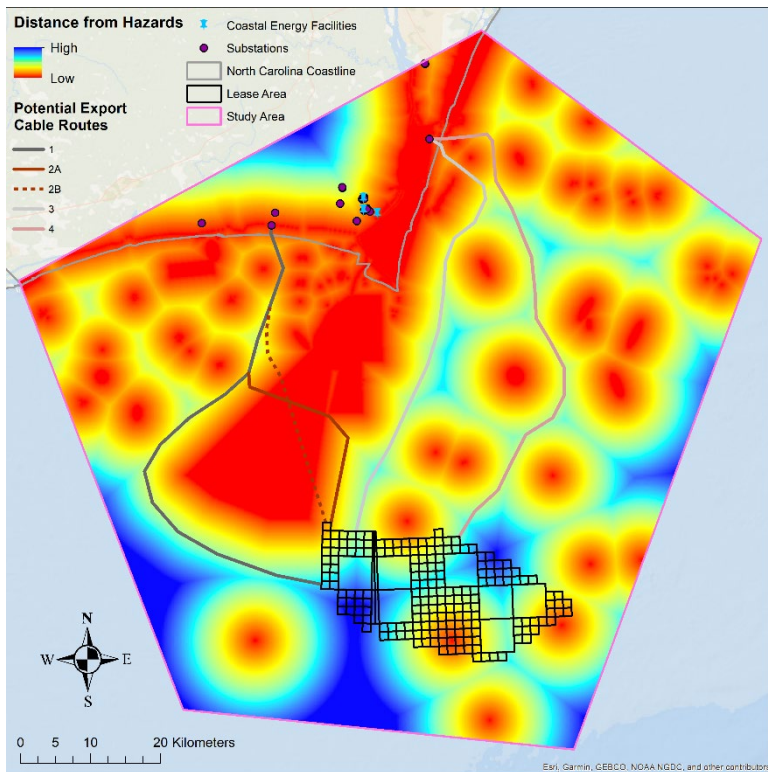 Distance from Hazards
High
Low
Potential Export
Cable Routes
1
2A
2B
3
4
Coastal Energy Facilities
Substations
North Carolina Coastline
Lease Area
Study Area
N
W E
S
0 5 10 20 Kilometers
Esri, Garmin, GEBCO, NOAA NGDC, and other contributors